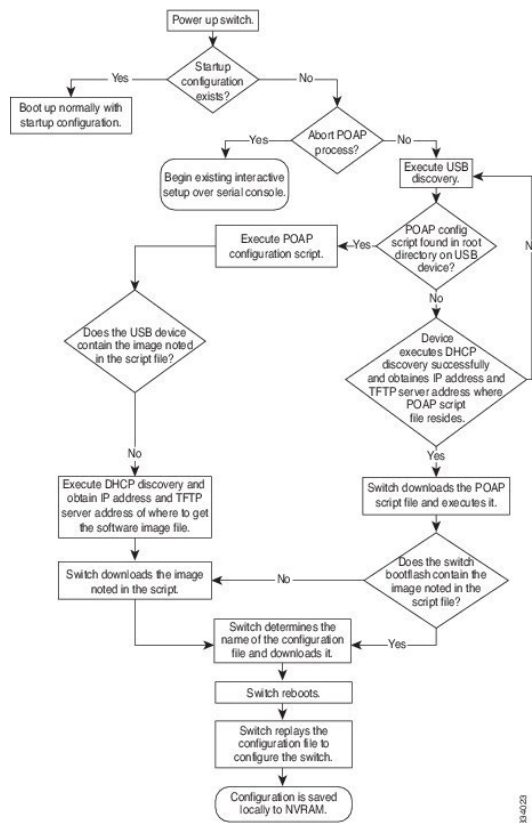 Power up switch.
Startup
configuration
exists?
Yes
No
Boot up normally with
startup configuration.
Abort POAP
process?
Yes
No
Begin existing interactive
setup over serial console.
Execute USB
discovery.
POAP config
script found in root
directory on USB
device?
Yes
Execute POAP
configuration script.
No
N
Does the USB device
contain the image noted
in the script file?
Device
executes DHCP
discovery successfully
and obtaines IP address and
TFTP server address where
POAP script
file resides.
No
Yes
Execute DHCP discovery and
obtain IP address and TFTP
server address of where to get
the software image file.
Switch downloads the POAP
script file and executes it.
Switch downloads the image
noted in the script.
No
Does the switch
bootflash contain the
image noted in the
script file?
Yes
Switch determines the
name of the configuration
file and downloads it.
Switch reboots.
Switch replays the
configuration file to
configure the switch.
Configuration is saved
locally to NVRAM.
334023